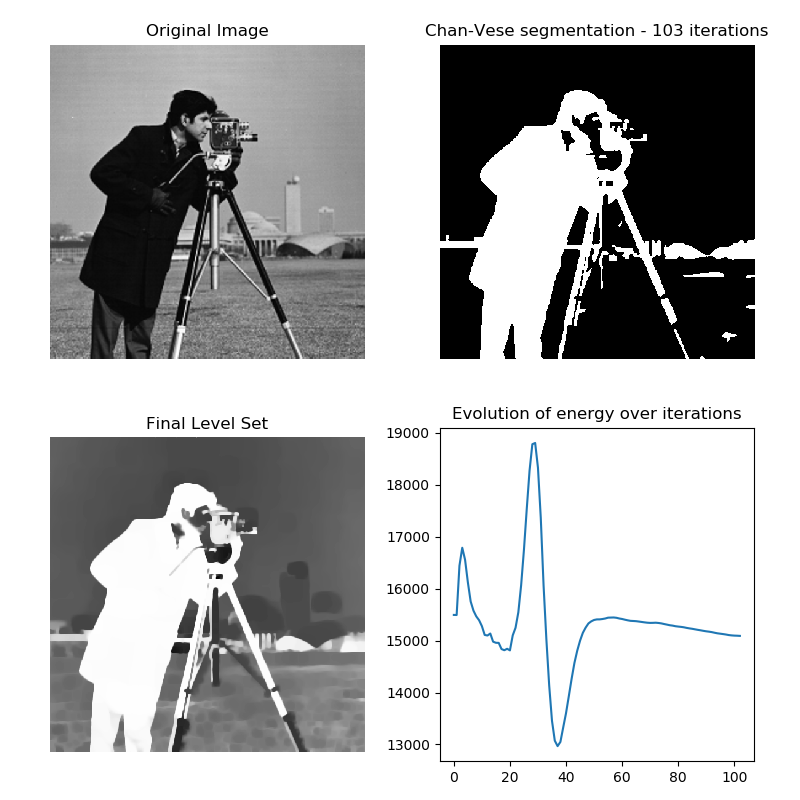 Original Image
Chan-Vese segmentation - 103 iterations
Final Level Set
Evolution of energy over iterations
19000
18000
17000
16000
15000
14000
13000
0 20 40 60 80 100